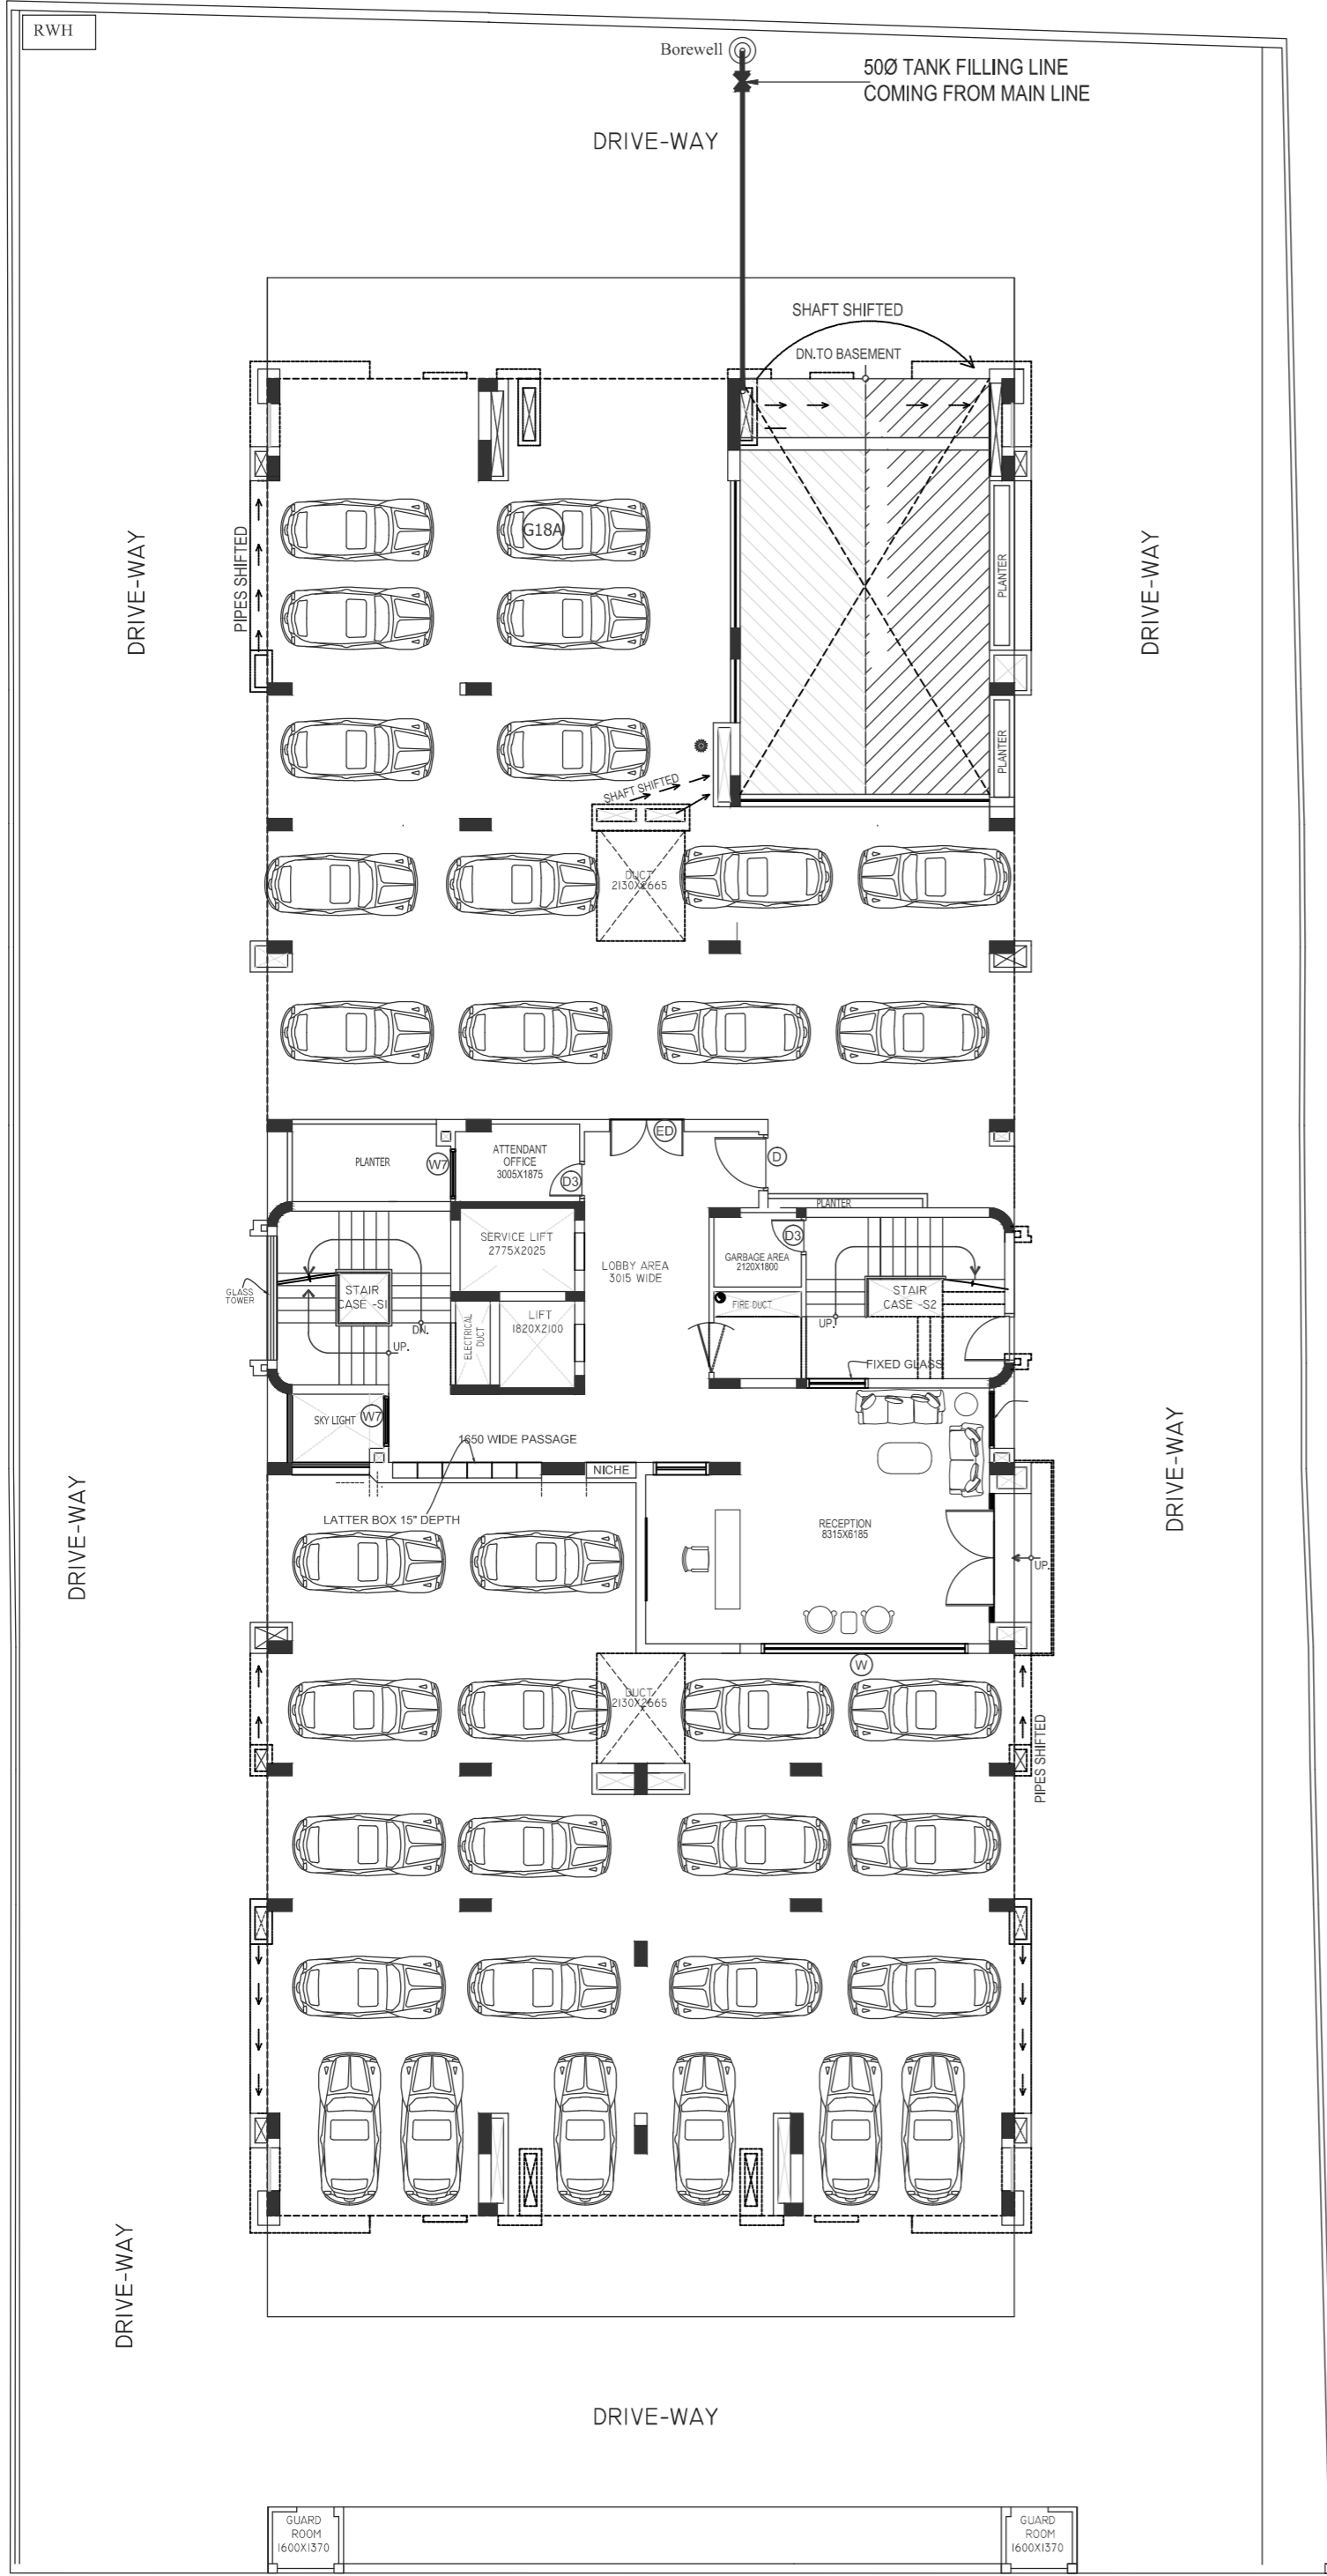 RWH
Borewell
50Ø TANK FILLING LINE
COMING FROM MAIN LINE
DRIVE-WAY
SHAFT SHIFTED
DN.TO BASEMENT
DRIVE-WAY
PIPES SHIFTED
G18A
PLANTER
DRIVE-WAY
PLANTER
SHAFT SHIFTED
DUCT
2130X2665
PLANTER
W7
ATTENDANT
OFFICE
3005X1875
D3
ED
D
PLANTER
SERVICE LIFT
2775X2025
LOBBY AREA
3015 WIDE
D3
GARBAGE AREA
2120X1800
GLASS
TOWER
STAIR
CASE -S1
DN.
UP.
ELECTRICAL
DUCT
LIFT
1820X2100
FIRE DUCT
UP.
STAIR
CASE -S2
FIXED GLASS
SKY LIGHT
W7
1650 WIDE PASSAGE
NICHE
LATTER BOX 15" DEPTH
RECEPTION
8315X6185
UP.
DRIVE-WAY
DRIVE-WAY
W
DUCT
2130X2665
PIPES SHIFTED
DRIVE-WAY
DRIVE-WAY
GUARD
ROOM
1600X1370
GUARD
ROOM
1600X1370